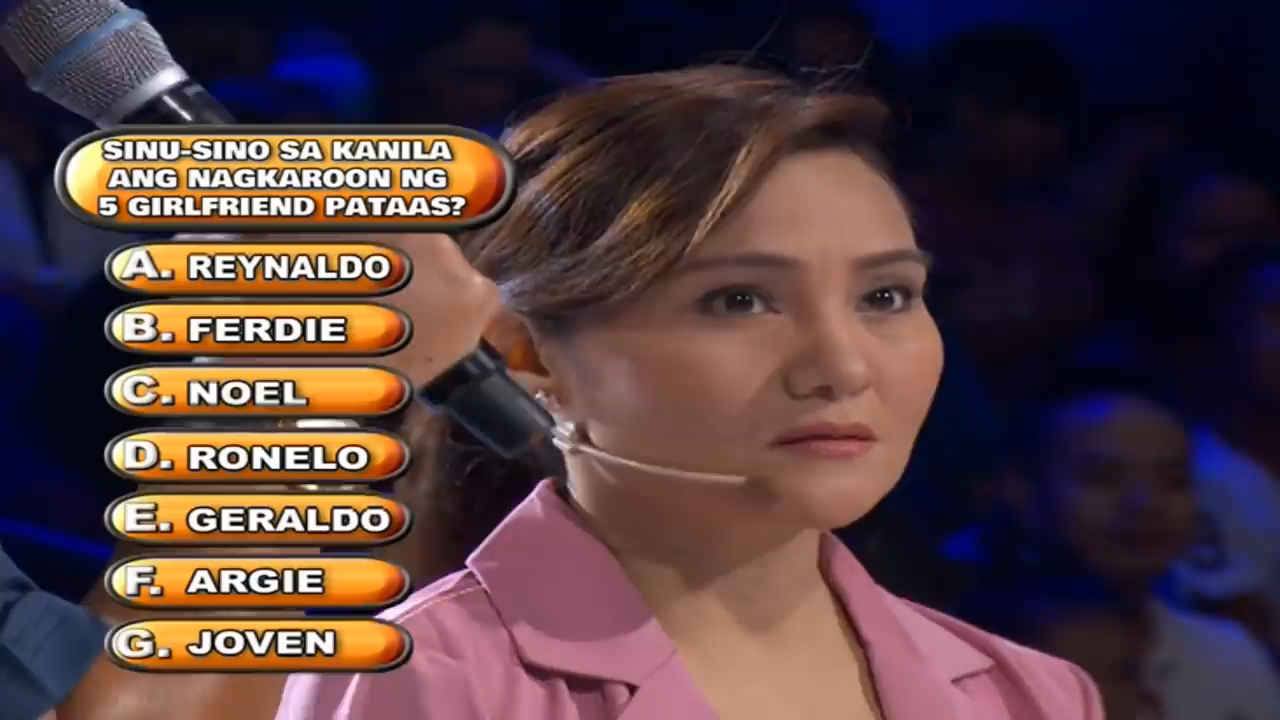 SINU-SINO SA KANILA
ANG NAGKAROON NG
5 GIRLFRIEND PATAAS?
A. REYNALDO
B. FERDIE
C. NOEL
D. RONELO
E. GERALDO
F. ARGIE
G. JOVEN